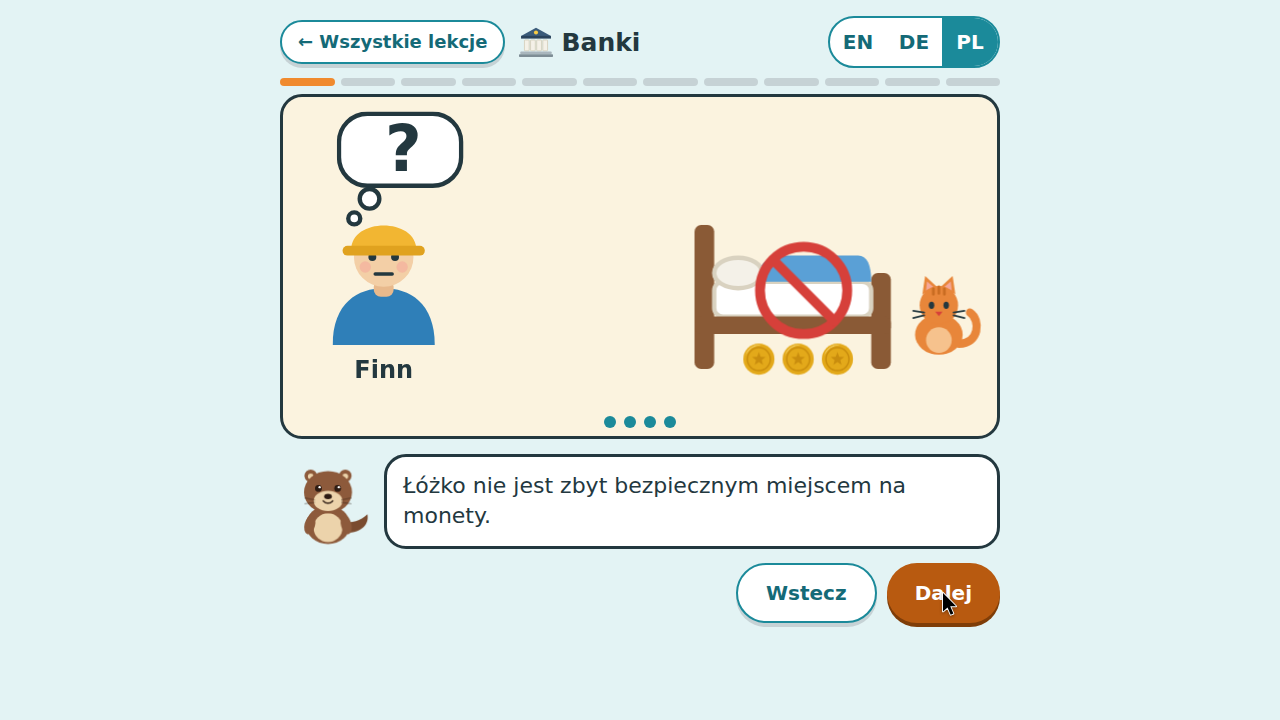 ← Wszystkie lekcje
Banki
EN DE PL
?
Finn
Łóżko nie jest zbyt bezpiecznym miejscem na
monety.
Wstecz
Dalej